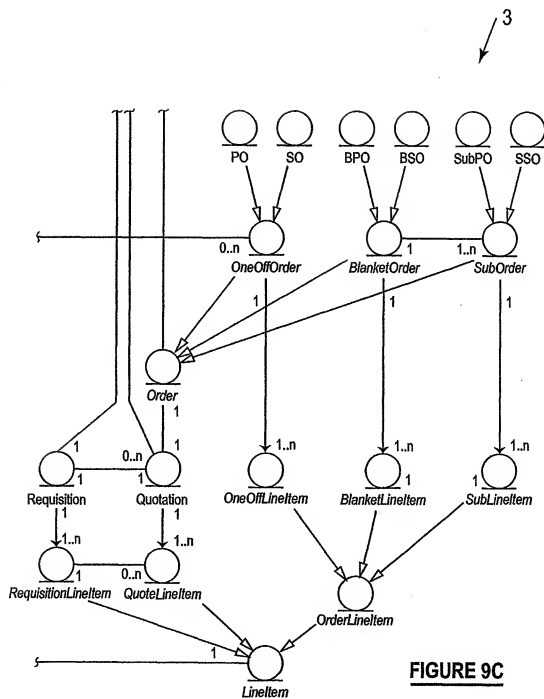 3
PO SO BPO BSO SubPO SSO
0..n 1 1..n
OneOffOrder BlanketOrder SubOrder
1 1 1
Order
1
1 0..n 1 1..n 1..n 1..n
1 1 1 1
Requisition Quotation OneOffLineItem BlanketLineItem SubLineItem
1 1
1..n 1..n
1 0..n
RequisitionLineItem QuoteLineItem OrderLineItem
1
LineItem
FIGURE 9C